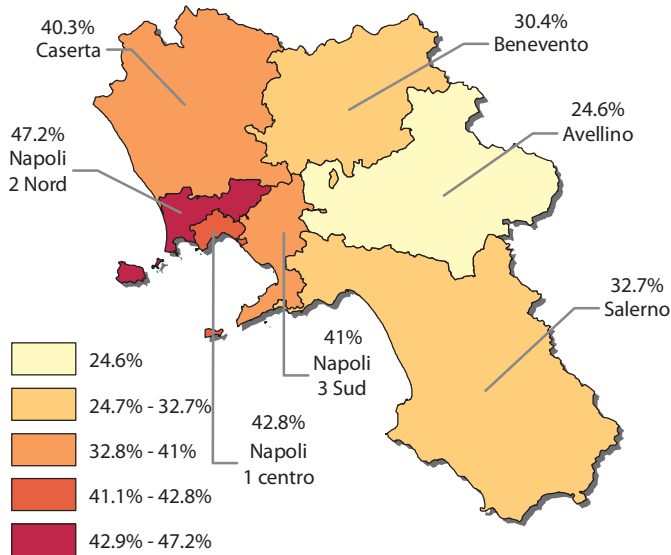 40.3%
Caserta
30.4%
Benevento
47.2%
Napoli
2 Nord
24.6%
Avellino
32.7%
Salerno
41%
Napoli
3 Sud
42.8%
Napoli
1 centro
24.6%
24.7% - 32.7%
32.8% - 41%
41.1% - 42.8%
42.9% - 47.2%